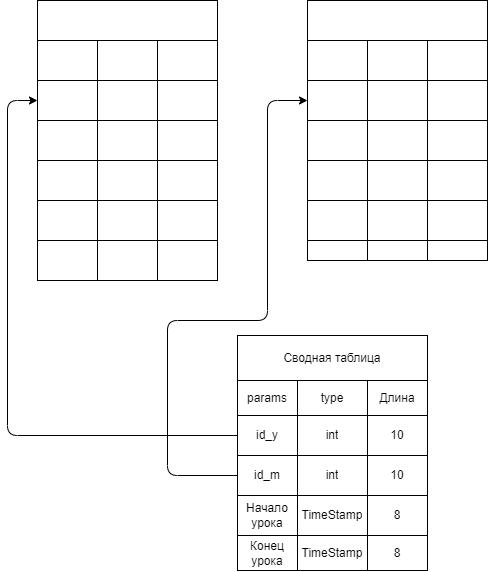 Сводная таблица
params type Длина
id_y int 10
id_m int 10
Начало
урока TimeStamp 8
Конец
урока TimeStamp 8